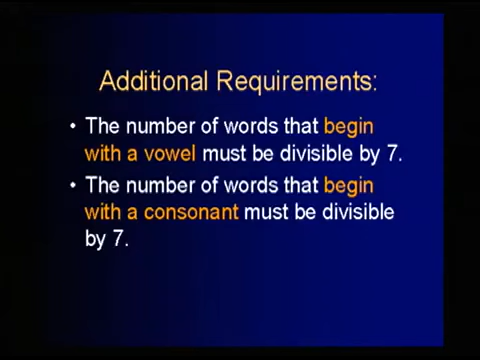 Additional Requirements:
• The number of words that begin
with a vowel must be divisible by 7.
• The number of words that begin
with a consonant must be divisible
by 7.